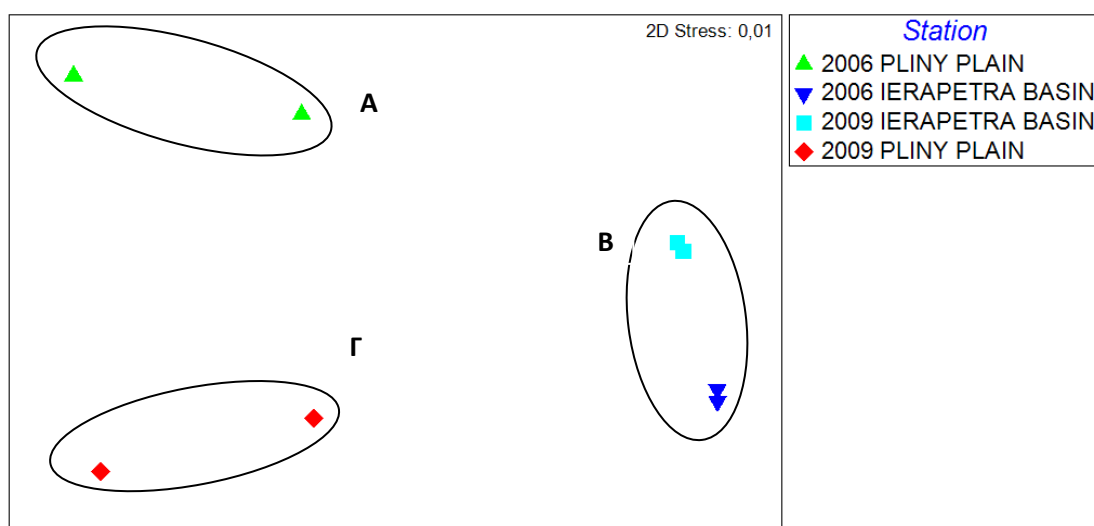 2D Stress: 0,01
A
B
Γ
Station
2006 PLINY PLAIN
2006 IERAPETRA BASIN
2009 IERAPETRA BASIN
2009 PLINY PLAIN